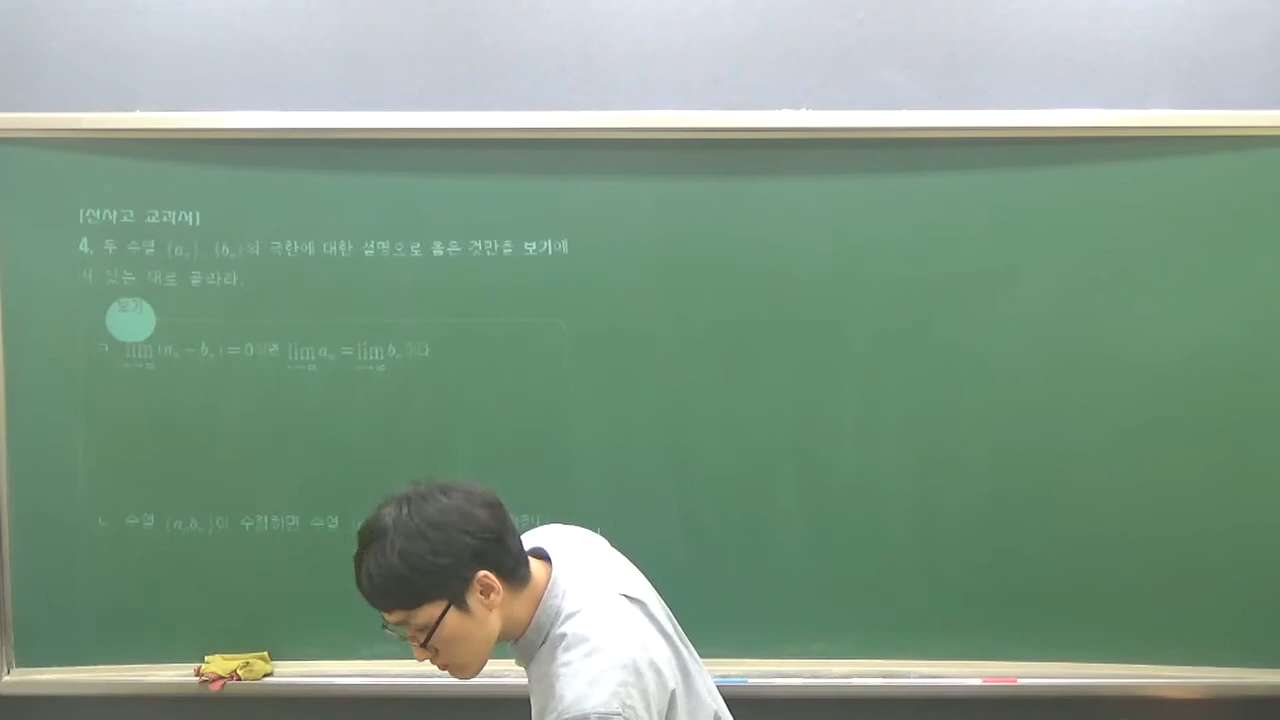 [신사고 교과서]
4. 두 수열 {aₙ}, {bₙ}의 극한에 대한 설명으로 옳은 것만을 보기에
서 있는 대로 골라라.
보기
ㄱ. lim(aₙ-bₙ)=0이면 lim aₙ=lim bₙ이다
ㄴ. 수열 {aₙbₙ}이 수렴하면 수열